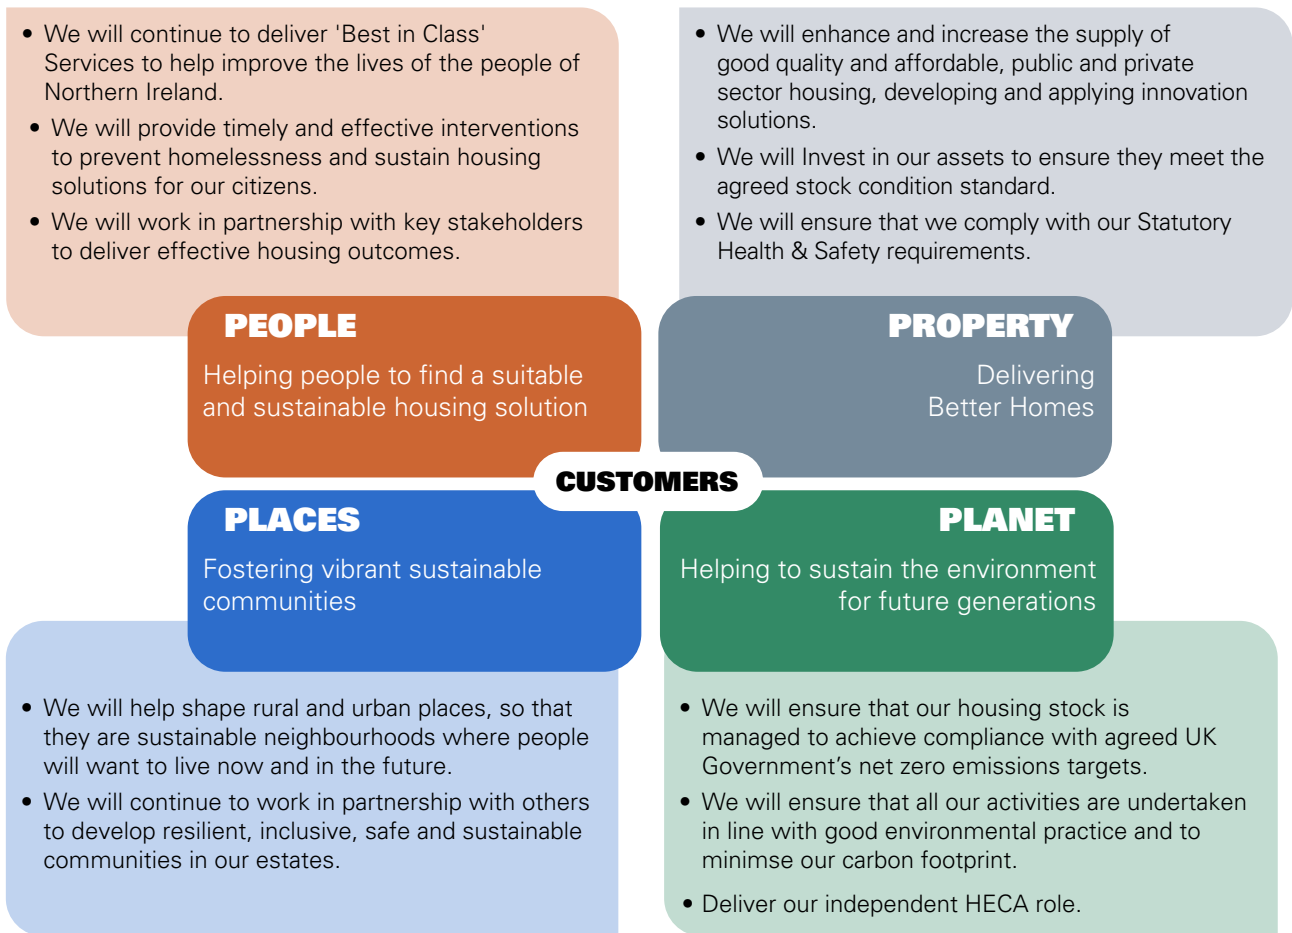 • We will continue to deliver 'Best in Class'
Services to help improve the lives of the people of
Northern Ireland.
• We will provide timely and effective interventions
to prevent homelessness and sustain housing
solutions for our citizens.
• We will work in partnership with key stakeholders
to deliver effective housing outcomes.
PEOPLE
Helping people to find a suitable
and sustainable housing solution
• We will enhance and increase the supply of
good quality and affordable, public and private
sector housing, developing and applying innovation
solutions.
• We will Invest in our assets to ensure they meet the
agreed stock condition standard.
• We will ensure that we comply with our Statutory
Health & Safety requirements.
PROPERTY
Delivering
Better Homes
CUSTOMERS
PLACES
Fostering vibrant sustainable
communities
• We will help shape rural and urban places, so that
they are sustainable neighbourhoods where people
will want to live now and in the future.
• We will continue to work in partnership with others
to develop resilient, inclusive, safe and sustainable
communities in our estates.
PLANET
Helping to sustain the environment
for future generations
• We will ensure that our housing stock is
managed to achieve compliance with agreed UK
Government’s net zero emissions targets.
• We will ensure that all our activities are undertaken
in line with good environmental practice and to
minimse our carbon footprint.
• Deliver our independent HECA role.